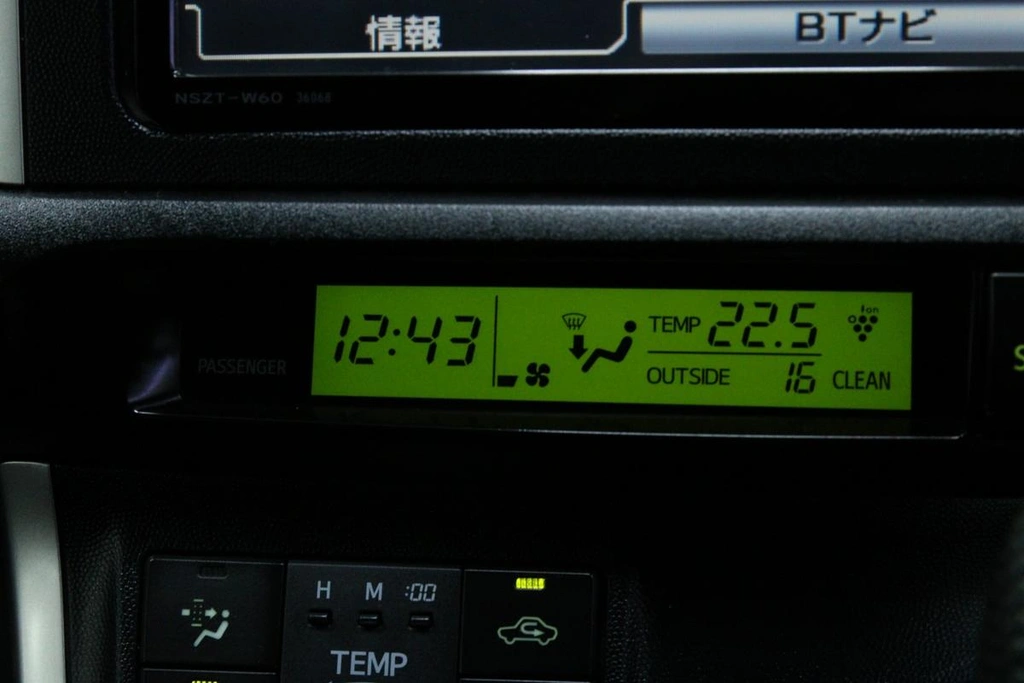 情報
BTナビ
NSZT-W60 36068
PASSENGER
12:43
TEMP 22.5
Ion
OUTSIDE 16 CLEAN
H M :00
TEMP